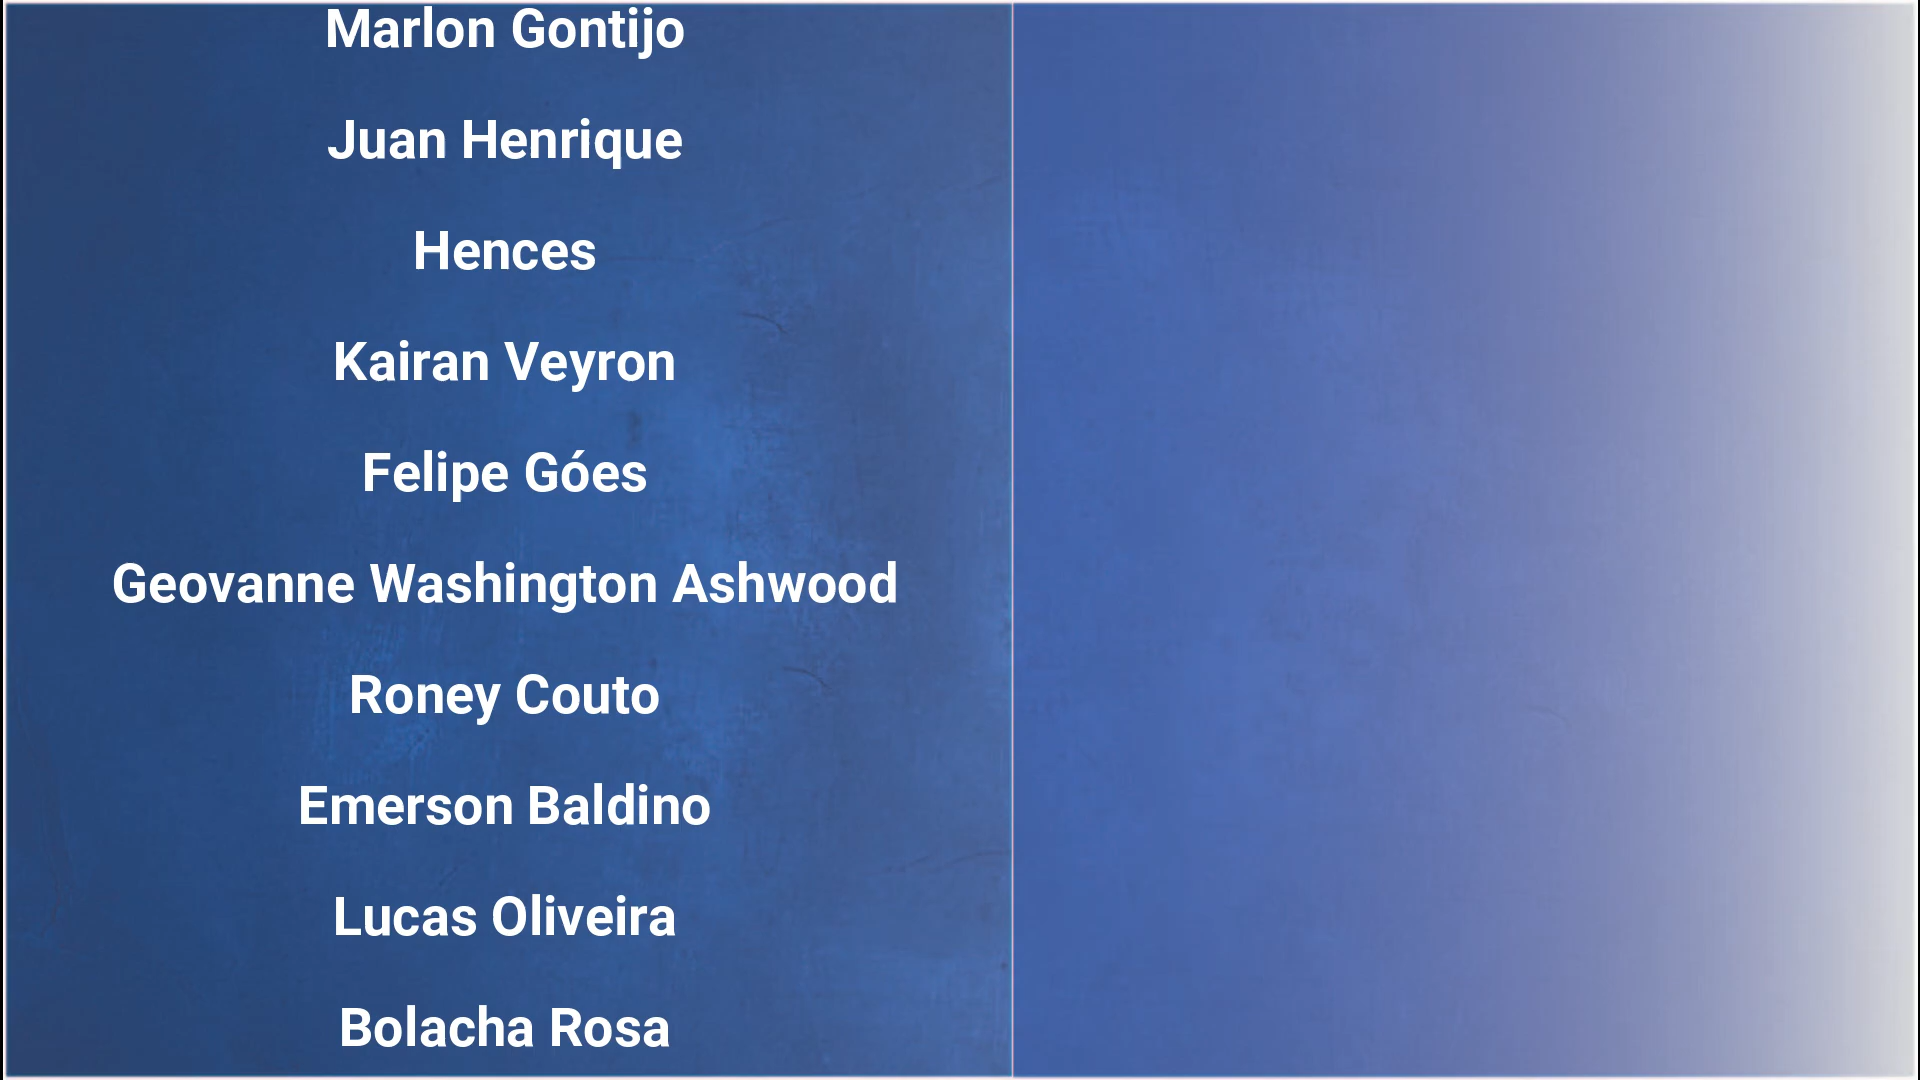 Marlon Gontijo
Juan Henrique
Hences
Kairan Veyron
Felipe Góes
Geovanne Washington Ashwood
Roney Couto
Emerson Baldino
Lucas Oliveira
Bolacha Rosa